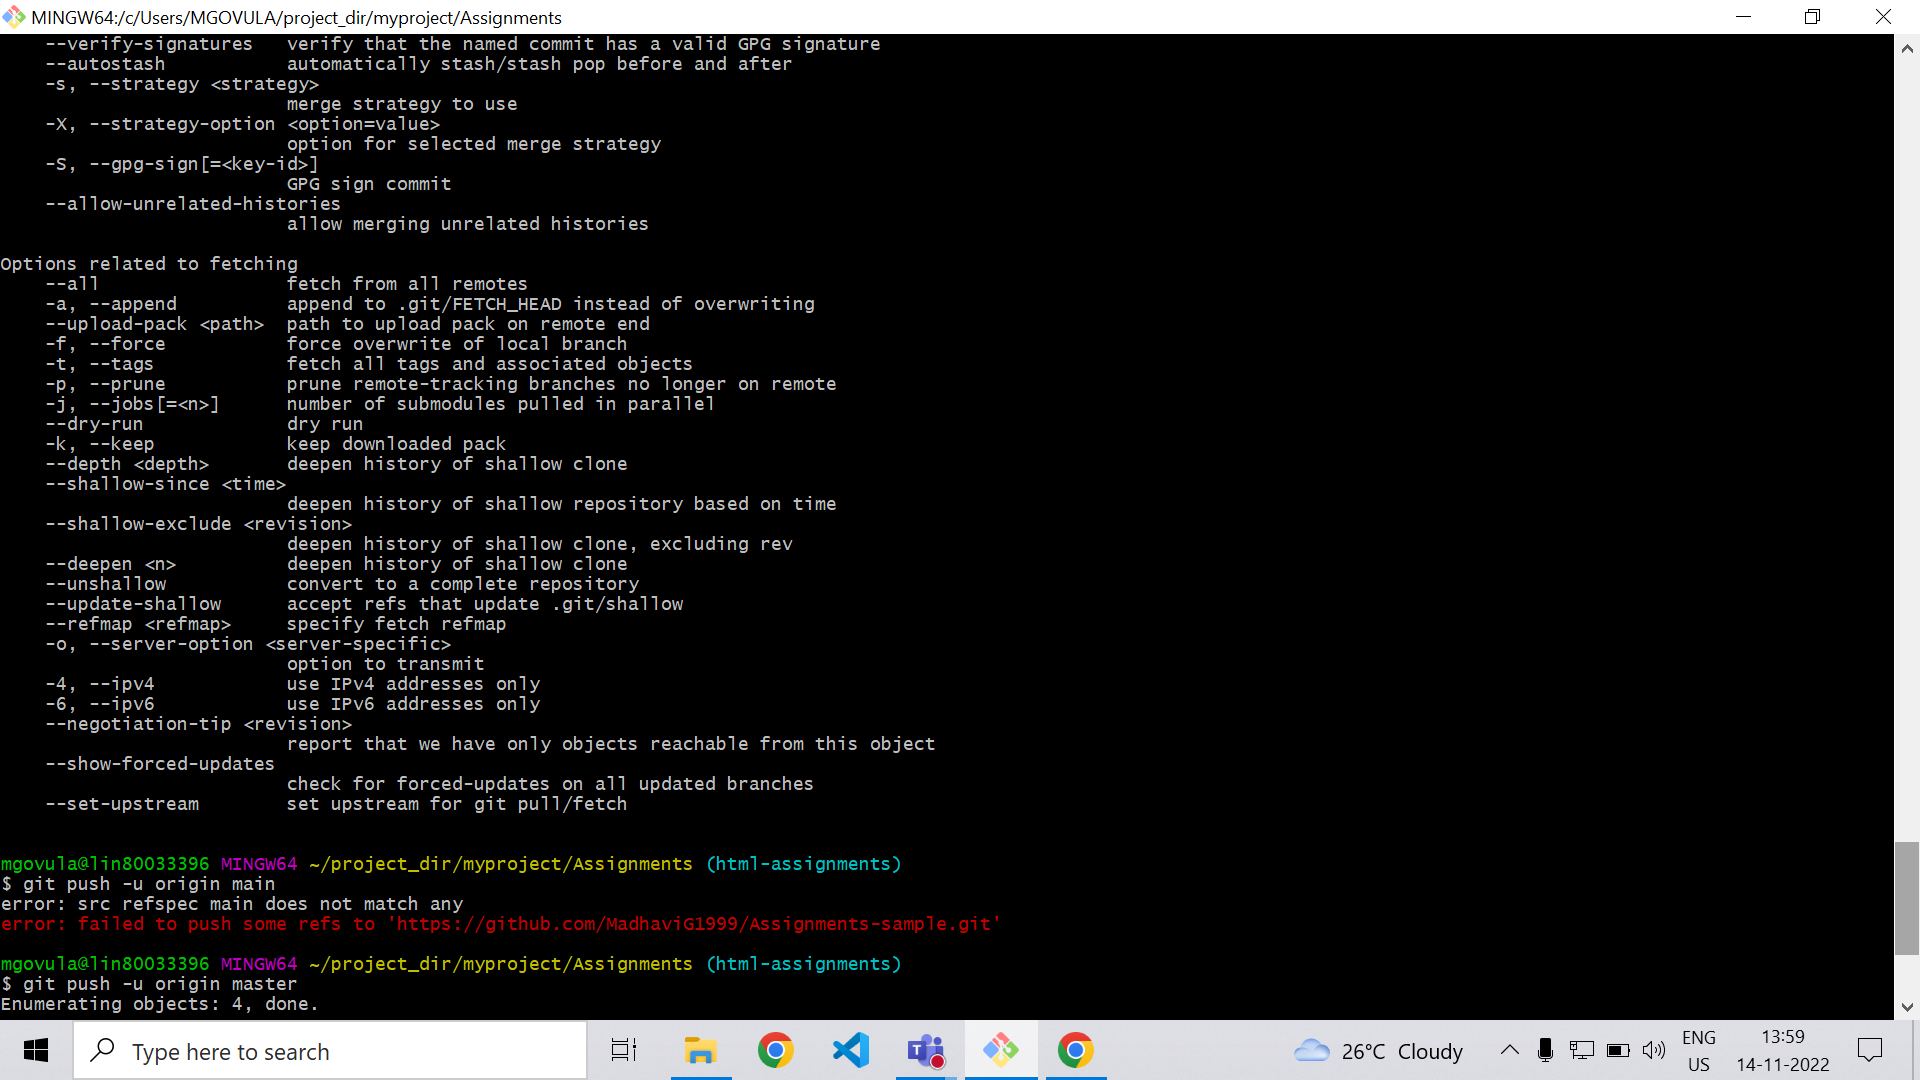 MINGW64:/c/Users/MGOVULA/project_dir/myproject/Assignments
--verify-signatures   verify that the named commit has a valid GPG signature
--autostash           automatically stash/stash pop before and after
-s, --strategy <strategy>
merge strategy to use
-X, --strategy-option <option=value>
option for selected merge strategy
-S, --gpg-sign[=<key-id>]
GPG sign commit
--allow-unrelated-histories
allow merging unrelated histories
Options related to fetching
--all                 fetch from all remotes
-a, --append          append to .git/FETCH_HEAD instead of overwriting
--upload-pack <path>  path to upload pack on remote end
-f, --force           force overwrite of local branch
-t, --tags            fetch all tags and associated objects
-p, --prune           prune remote-tracking branches no longer on remote
-j, --jobs[=<n>]      number of submodules pulled in parallel
--dry-run             dry run
-k, --keep            keep downloaded pack
--depth <depth>       deepen history of shallow clone
--shallow-since <time>
deepen history of shallow repository based on time
--shallow-exclude <revision>
deepen history of shallow clone, excluding rev
--deepen <n>          deepen history of shallow clone
--unshallow           convert to a complete repository
--update-shallow      accept refs that update .git/shallow
--refmap <refmap>     specify fetch refmap
-o, --server-option <server-specific>
option to transmit
-4, --ipv4            use IPv4 addresses only
-6, --ipv6            use IPv6 addresses only
--negotiation-tip <revision>
report that we have only objects reachable from this object
--show-forced-updates
check for forced-updates on all updated branches
--set-upstream        set upstream for git pull/fetch
mgovula@lin80033396 MINGW64 ~/project_dir/myproject/Assignments (html-assignments)
$ git push -u origin main
error: src refspec main does not match any
error: failed to push some refs to 'https://github.com/MadhaviG1999/Assignments-sample.git'
mgovula@lin80033396 MINGW64 ~/project_dir/myproject/Assignments (html-assignments)
$ git push -u origin master
Enumerating objects: 4, done.
Type here to search
26°C Cloudy
ENG
US
13:59
14-11-2022